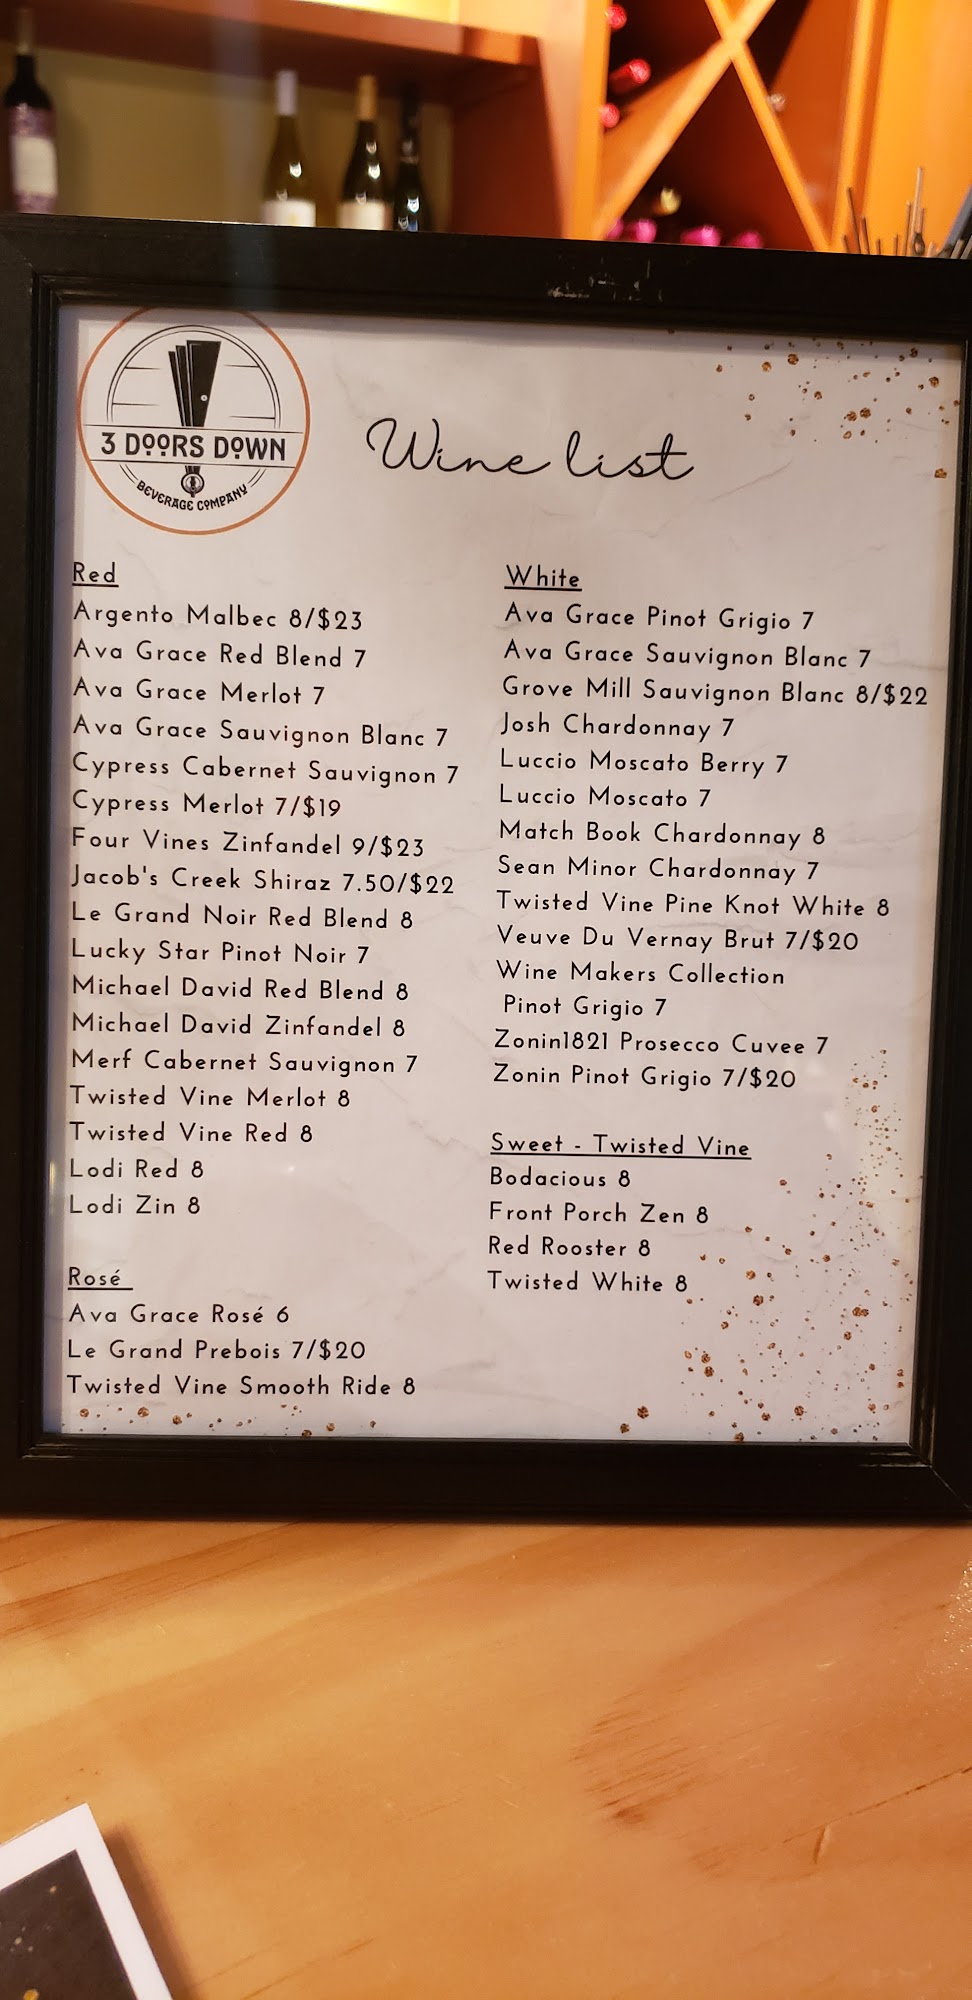 3 DOORS DOWN
BEVERAGE COMPANY
Wine list
Red
Argento Malbec 8/$23
Ava Grace Red Blend 7
Ava Grace Merlot 7
Ava Grace Sauvignon Blanc 7
Cypress Cabernet Sauvignon 7
Cypress Merlot 7/$19
Four Vines Zinfandel 9/$23
Jacob's Creek Shiraz 7.50/$22
Le Grand Noir Red Blend 8
Lucky Star Pinot Noir 7
Michael David Red Blend 8
Michael David Zinfandel 8
Merf Cabernet Sauvignon 7
Twisted Vine Merlot 8
Twisted Vine Red 8
Lodi Red 8
Lodi Zin 8
Rosé
Ava Grace Rosé 6
Le Grand Prebois 7/$20
Twisted Vine Smooth Ride 8
White
Ava Grace Pinot Grigio 7
Ava Grace Sauvignon Blanc 7
Grove Mill Sauvignon Blanc 8/$22
Josh Chardonnay 7
Luccio Moscato Berry 7
Luccio Moscato 7
Match Book Chardonnay 8
Sean Minor Chardonnay 7
Twisted Vine Pine Knot White 8
Veuve Du Vernay Brut 7/$20
Wine Makers Collection
Pinot Grigio 7
Zonin1821 Prosecco Cuvee 7
Zonin Pinot Grigio 7/$20
Sweet - Twisted Vine
Bodacious 8
Front Porch Zen 8
Red Rooster 8
Twisted White 8